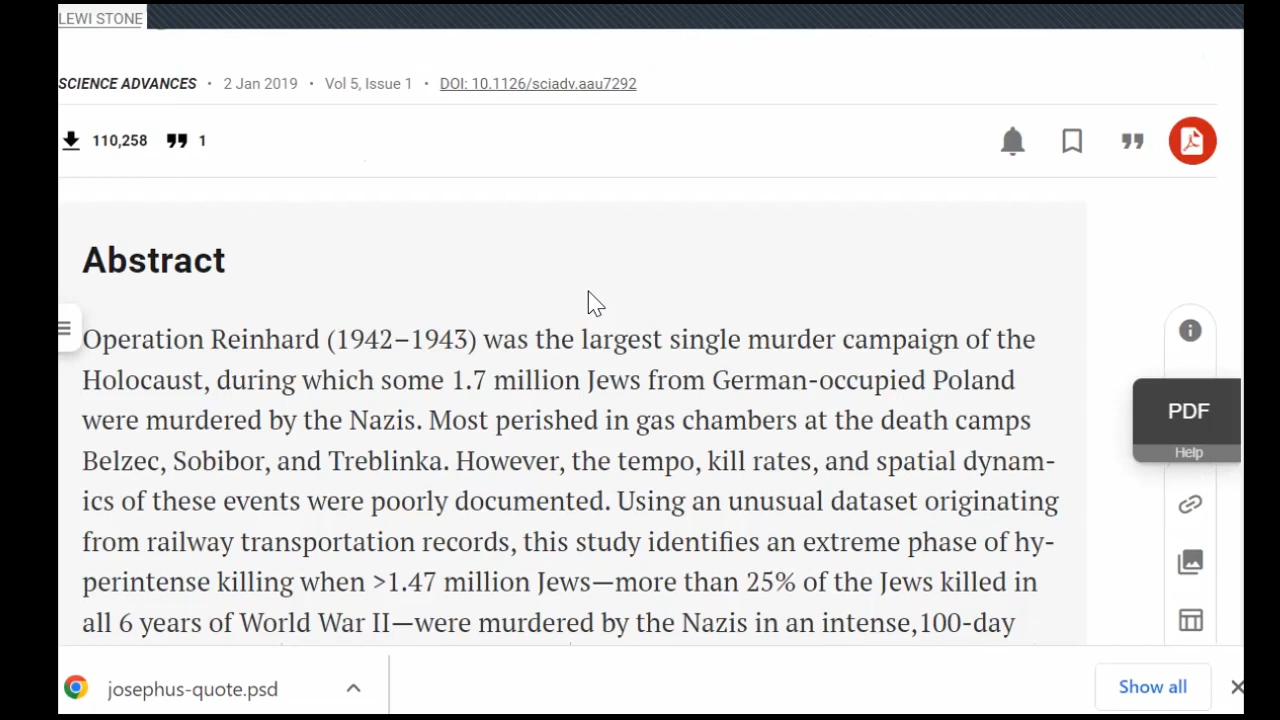 LEWI STONE
SCIENCE ADVANCES • 2 Jan 2019 • Vol 5, Issue 1 • DOI: 10.1126/sciadv.aau7292
110,258 1
Abstract
Operation Reinhard (1942–1943) was the largest single murder campaign of the
Holocaust, during which some 1.7 million Jews from German-occupied Poland
were murdered by the Nazis. Most perished in gas chambers at the death camps
Belzec, Sobibor, and Treblinka. However, the tempo, kill rates, and spatial dynam-
ics of these events were poorly documented. Using an unusual dataset originating
from railway transportation records, this study identifies an extreme phase of hy-
perintense killing when >1.47 million Jews—more than 25% of the Jews killed in
all 6 years of World War II—were murdered by the Nazis in an intense,100-day
PDF
Help
josephus-quote.psd
Show all